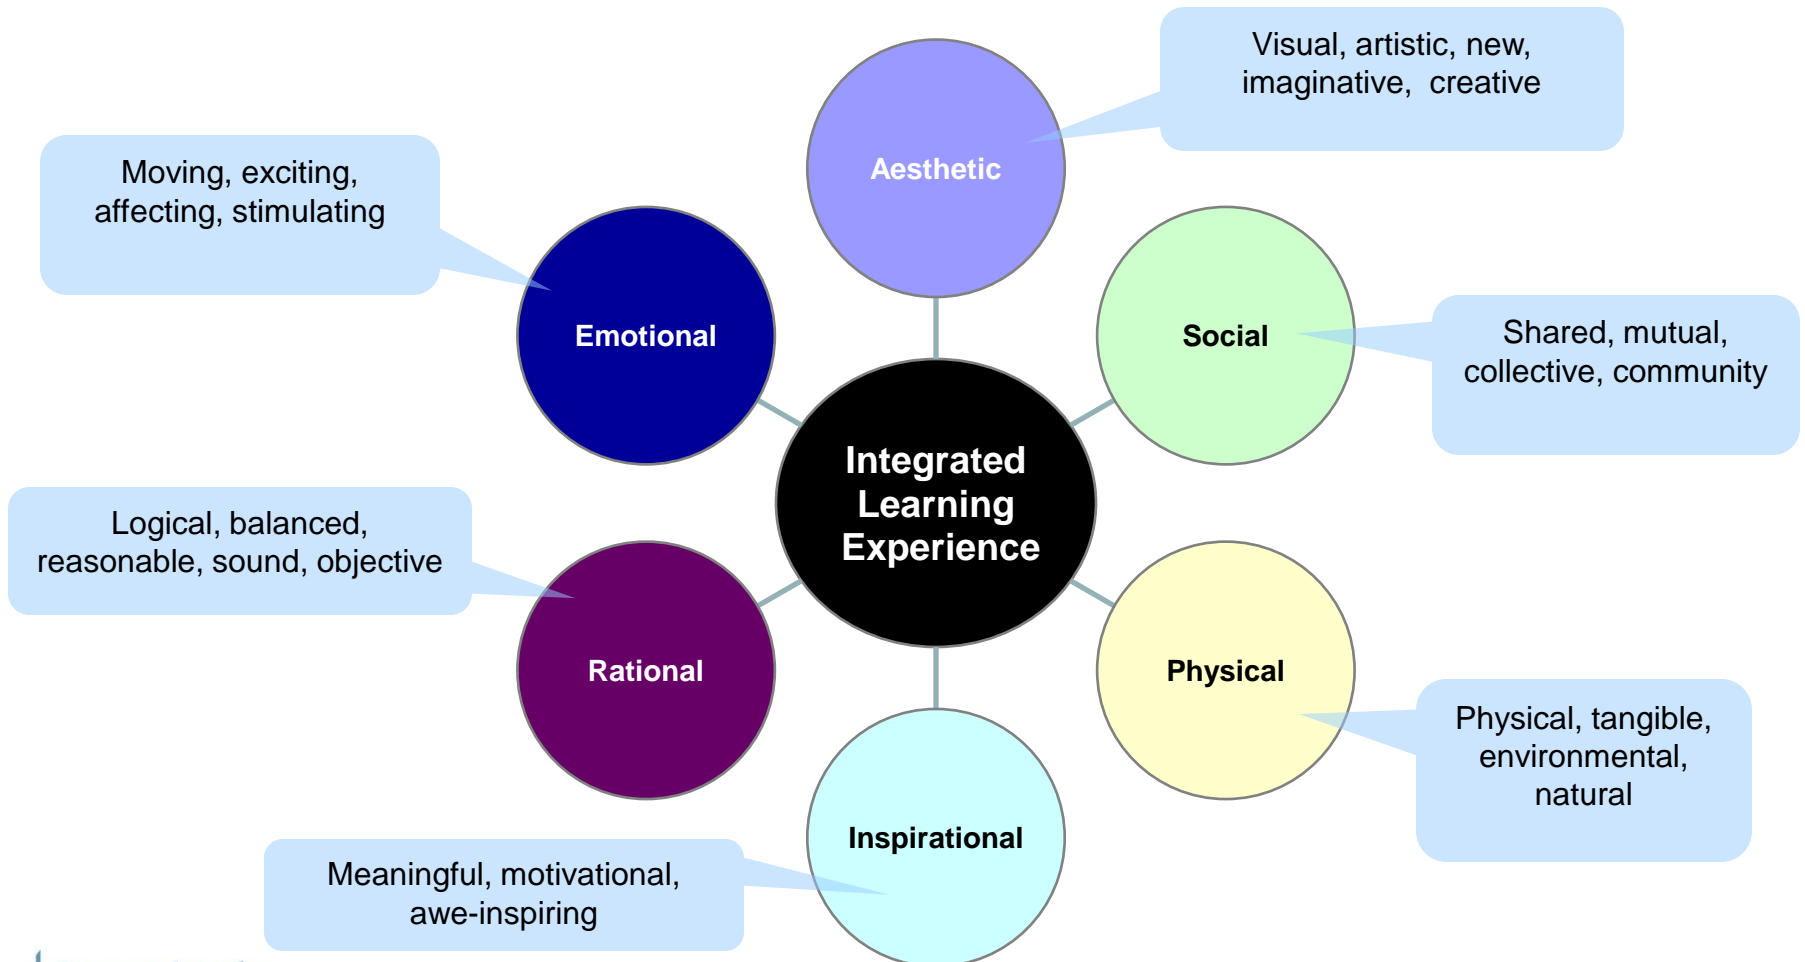 Visual, artistic, new,
imaginative, creative
Aesthetic
Moving, exciting,
affecting, stimulating
Emotional
Social
Shared, mutual,
collective, community
Integrated
Learning
Experience
Logical, balanced,
reasonable, sound, objective
Rational
Physical
Physical, tangible,
environmental,
natural
Inspirational
Meaningful, motivational,
awe-inspiring